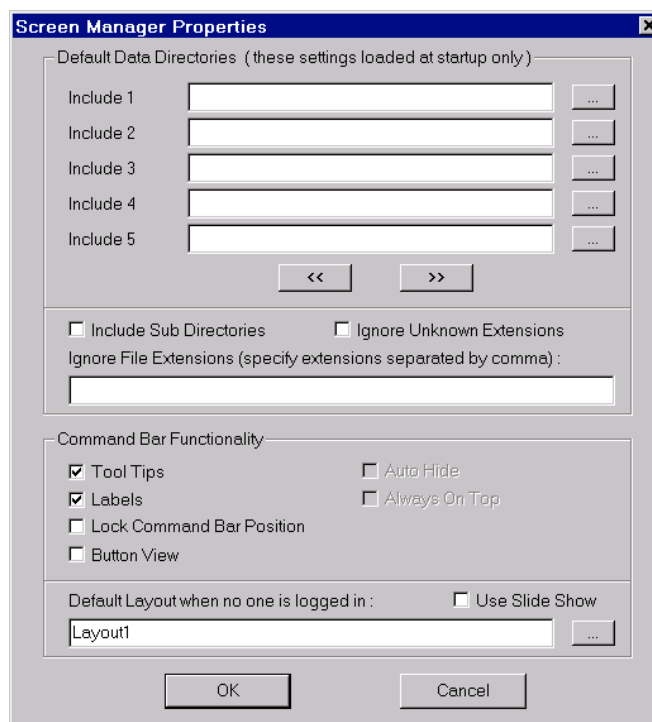 Screen Manager Properties
Default Data Directories ( these settings loaded at startup only )
Include 1 ...
Include 2 ...
Include 3 ...
Include 4 ...
Include 5 ...
<< >>
Include Sub Directories Ignore Unknown Extensions
Ignore File Extensions (specify extensions separated by comma) :
Command Bar Functionality
Tool Tips Auto Hide
Labels Always On Top
Lock Command Bar Position
Button View
Default Layout when no one is logged in : Use Slide Show
Layout1 ...
OK Cancel